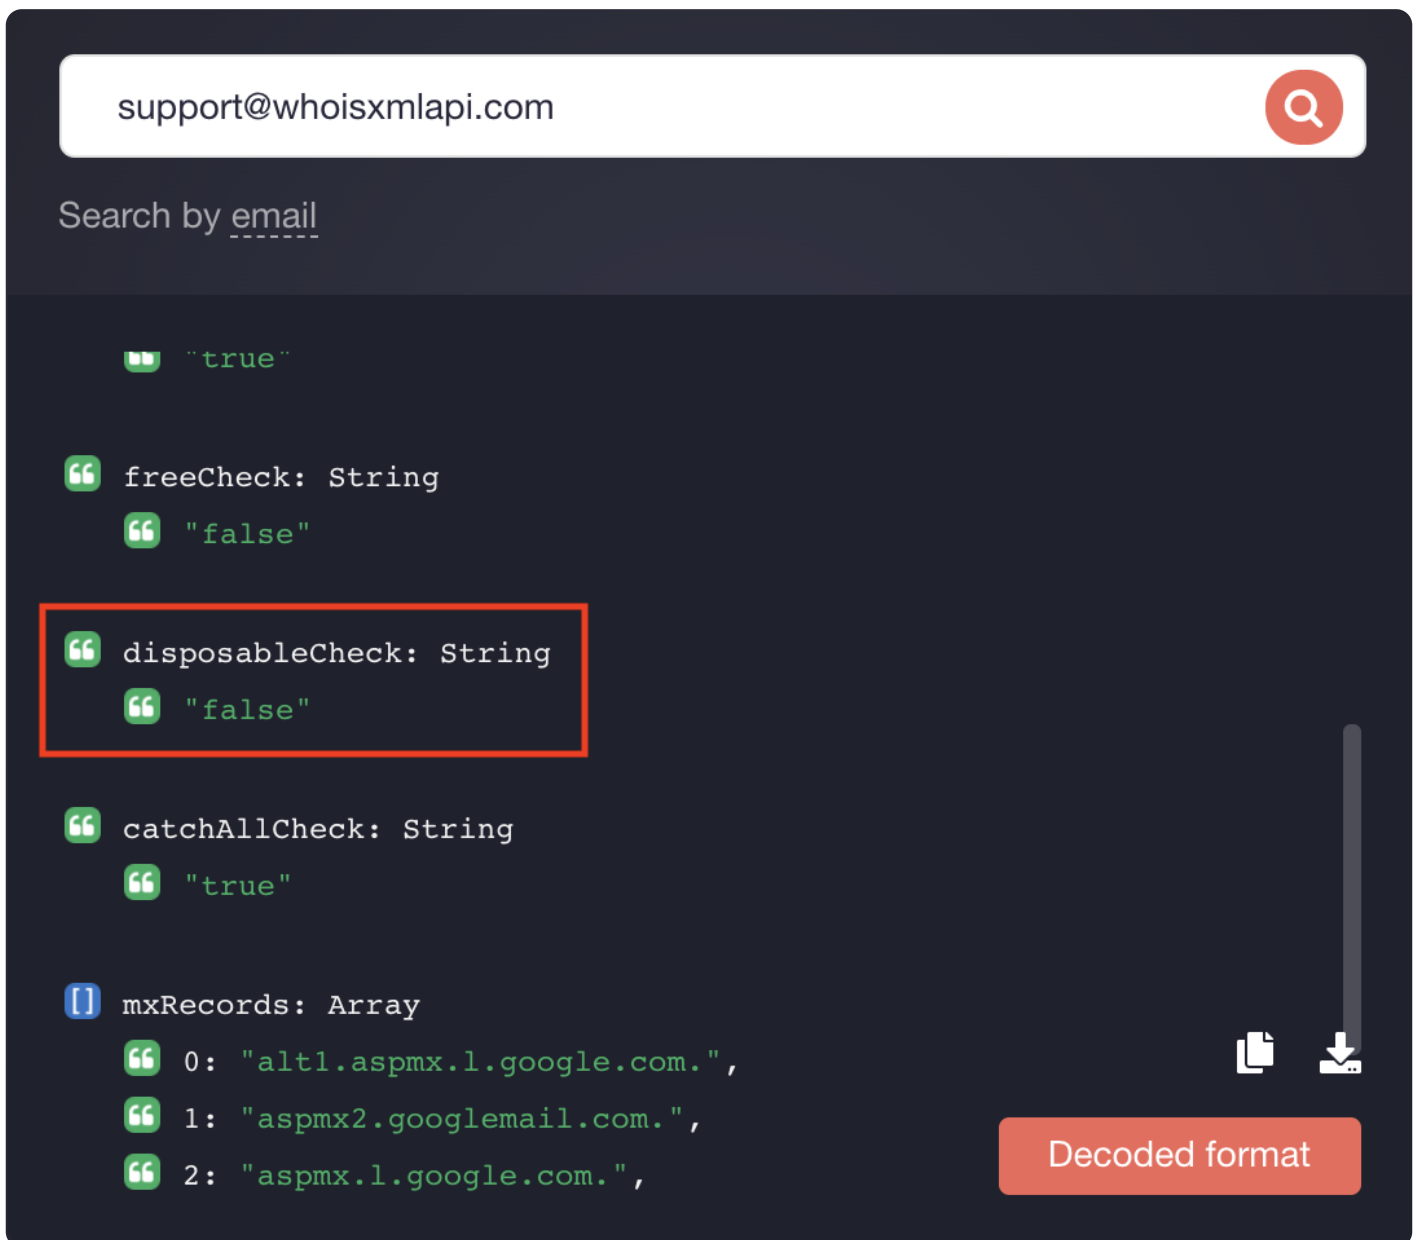 support@whoisxmlapi.com
Search by email
"true"
freeCheck: String
"false"
disposableCheck: String
"false"
catchAllCheck: String
"true"
[] mxRecords: Array
0: "alt1.aspmx.l.google.com.",
1: "aspmx2.googlemail.com.",
2: "aspmx.l.google.com.",
Decoded format